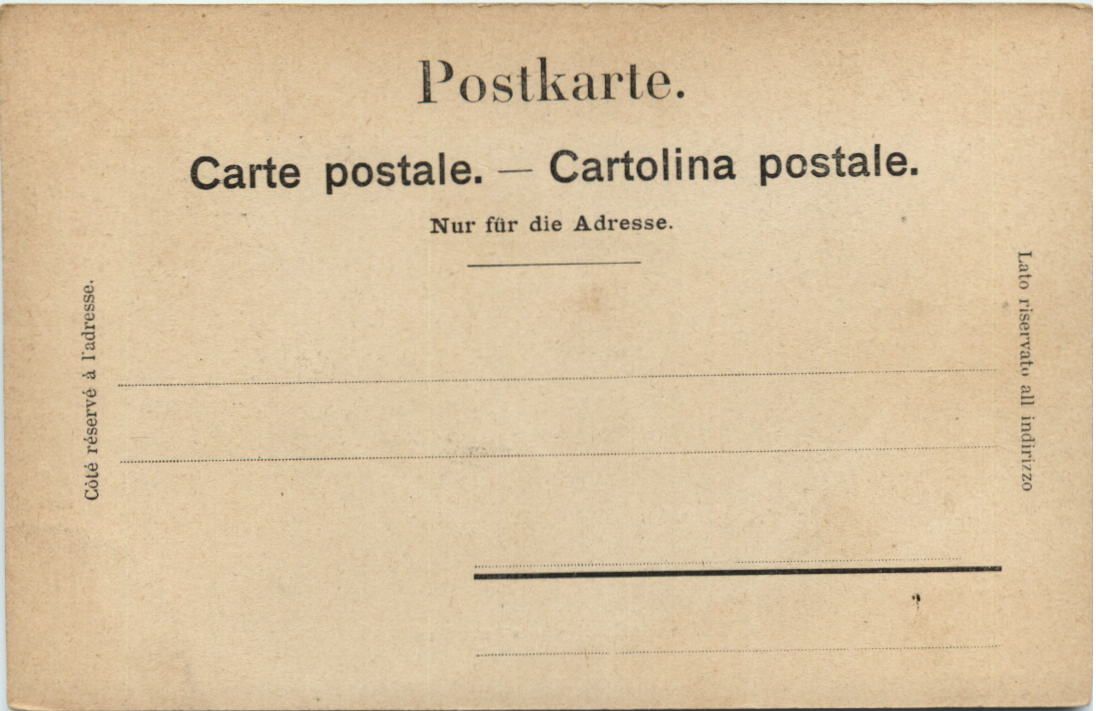 Postkarte.
Carte postale. — Cartolina postale.
Nur für die Adresse.
Côté réservé à l'adresse.
Lato riservato all indirizzo